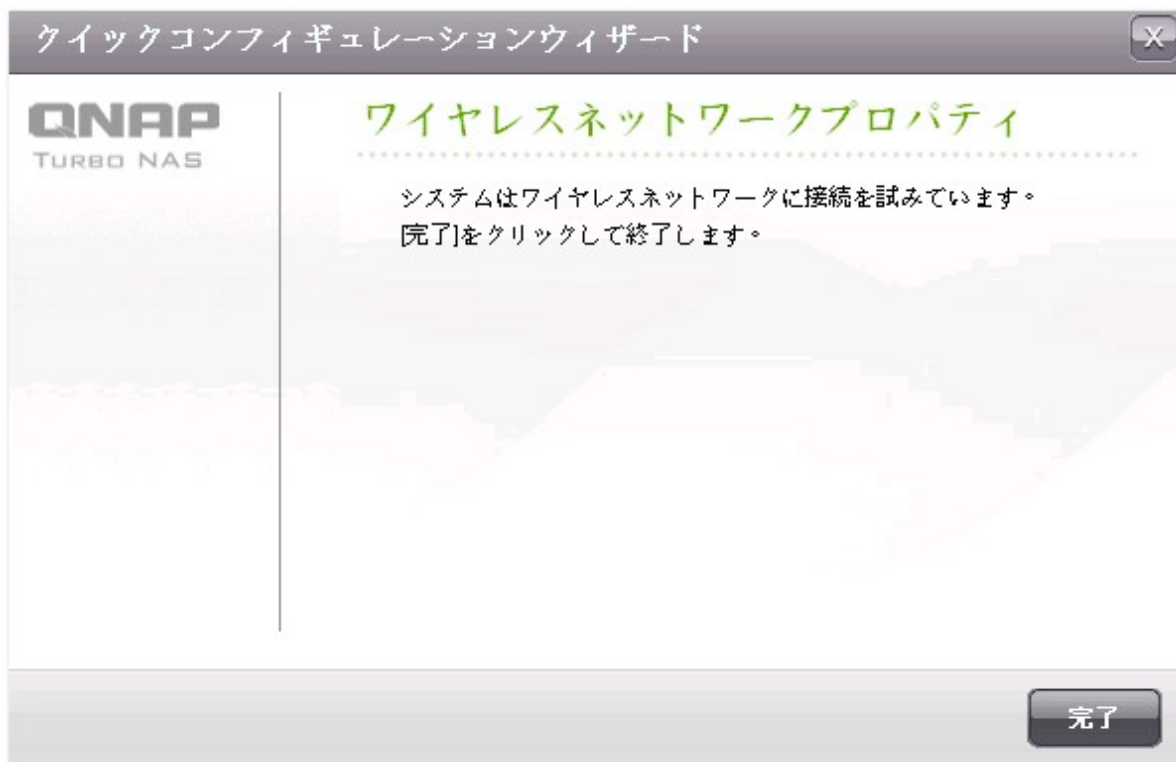 クイックコンフィギュレーションウィザード
X
QNAP
TURBO NAS
ワイヤレスネットワークプロパティ
システムはワイヤレスネットワークに接続を試みています。
[完了]をクリックして終了します。
完了